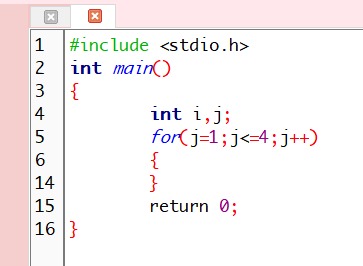 1 #include <stdio.h>
2 int main()
3 {
4 int i,j;
5 for(j=1;j<=4;j++)
6 {
14 }
15 return 0;
16 }